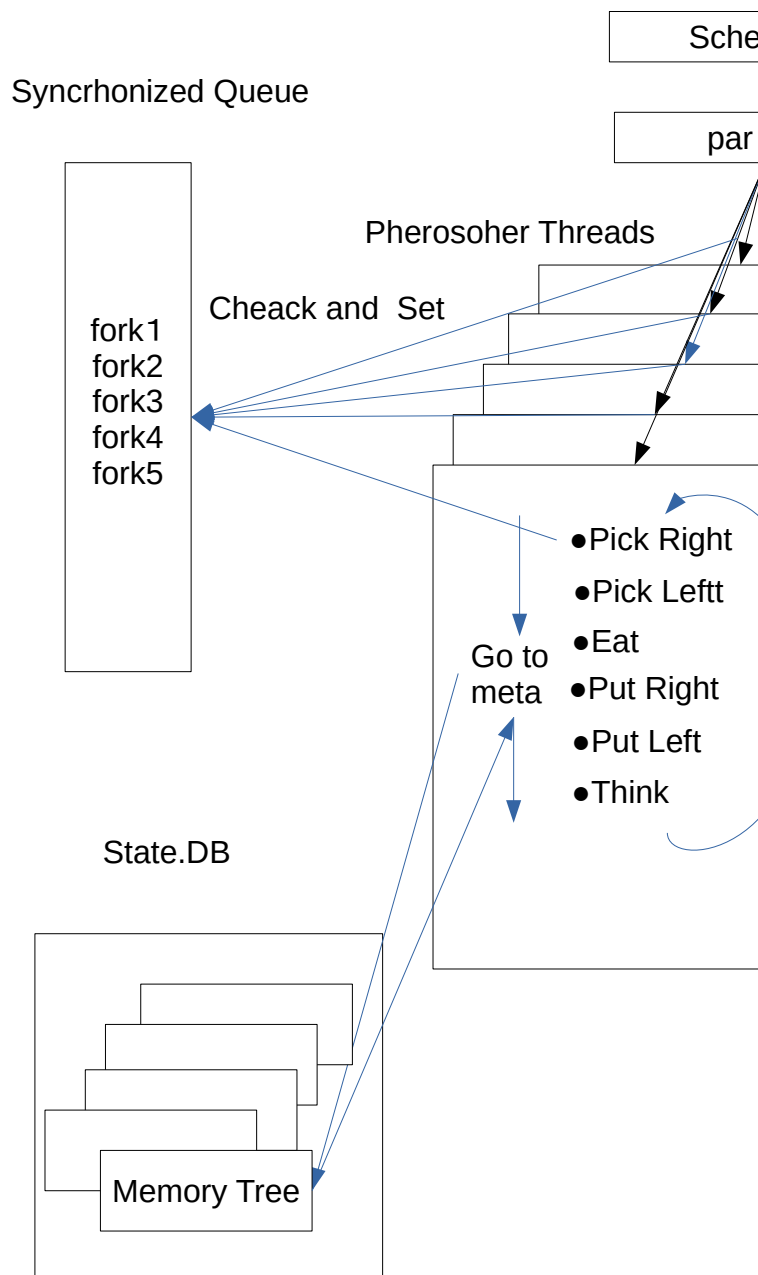 Sche
Syncrhonized Queue
par
Pherosoher Threads
Cheack and  Set
fork1
fork2
fork3
fork4
fork5
●Pick Right
●Pick Leftt
●Eat
Go to
meta
●Put Right
●Put Left
●Think
State.DB
Memory Tree